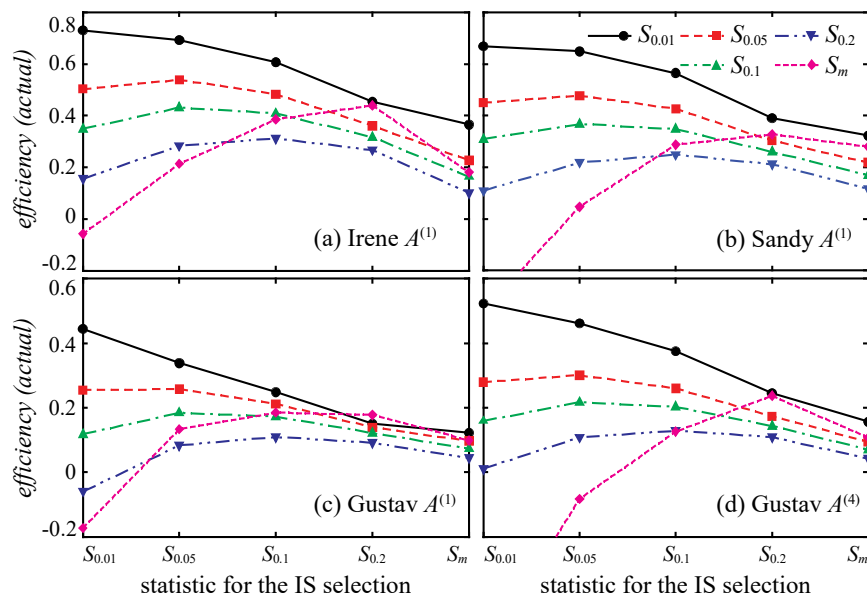 0.8
0.6
0.4
0.2
0
-0.2
efficiency (actual)
(a) Irene A(1)
S0.01 S0.05 S0.2
S0.1 Sm
(b) Sandy A(1)
0.6
0.4
0.2
0
-0.2
efficiency (actual)
(c) Gustav A(1)
(d) Gustav A(4)
S0.01 S0.05 S0.1 S0.2 Sm S0.01 S0.05 S0.1 S0.2 Sm
statistic for the IS selection statistic for the IS selection